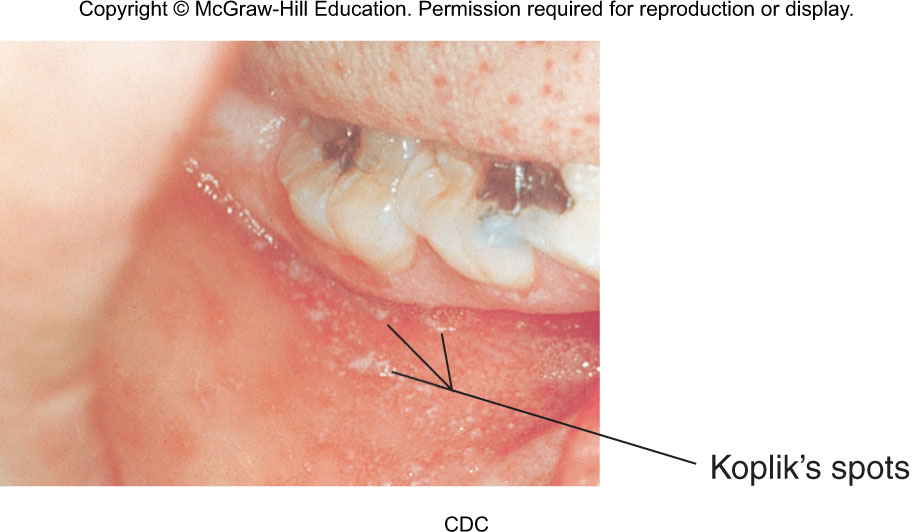 Copyright © McGraw-Hill Education. Permission required for reproduction or display.
Koplik’s spots
CDC